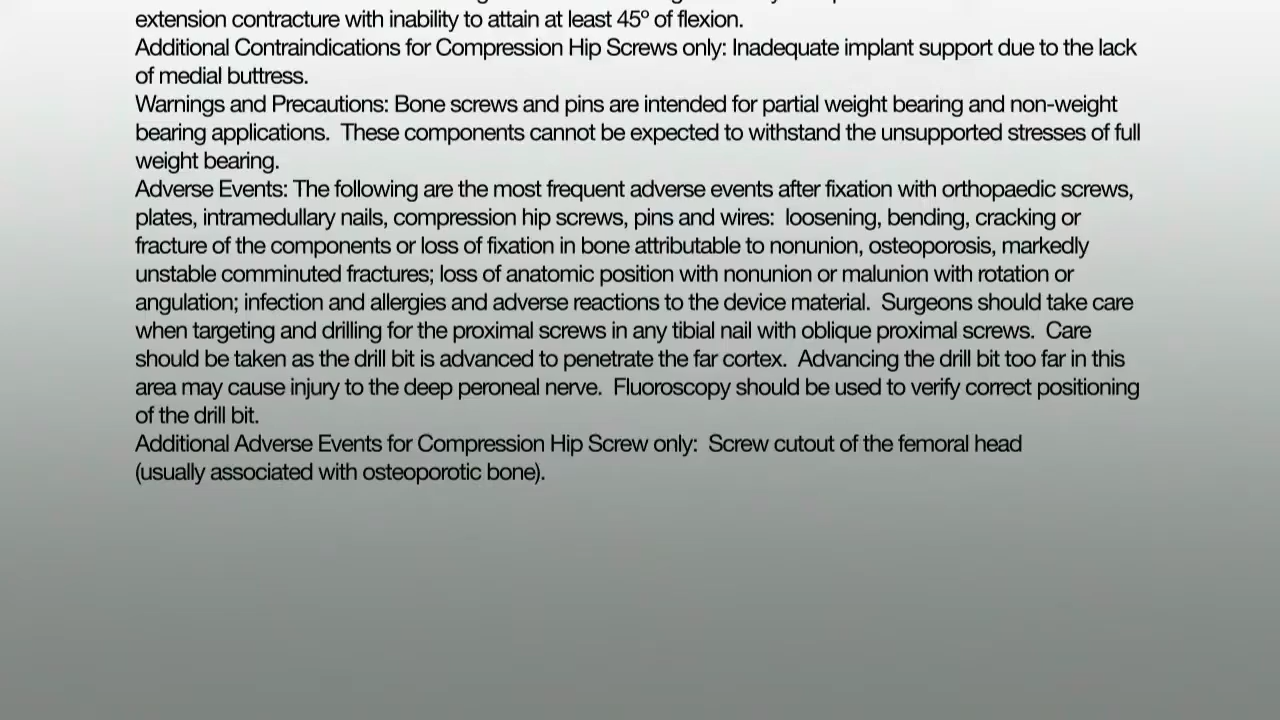 extension contracture with inability to attain at least 45º of flexion.
Additional Contraindications for Compression Hip Screws only: Inadequate implant support due to the lack
of medial buttress.
Warnings and Precautions: Bone screws and pins are intended for partial weight bearing and non-weight
bearing applications.  These components cannot be expected to withstand the unsupported stresses of full
weight bearing.
Adverse Events: The following are the most frequent adverse events after fixation with orthopaedic screws,
plates, intramedullary nails, compression hip screws, pins and wires:  loosening, bending, cracking or
fracture of the components or loss of fixation in bone attributable to nonunion, osteoporosis, markedly
unstable comminuted fractures; loss of anatomic position with nonunion or malunion with rotation or
angulation; infection and allergies and adverse reactions to the device material.  Surgeons should take care
when targeting and drilling for the proximal screws in any tibial nail with oblique proximal screws.  Care
should be taken as the drill bit is advanced to penetrate the far cortex.  Advancing the drill bit too far in this
area may cause injury to the deep peroneal nerve.  Fluoroscopy should be used to verify correct positioning
of the drill bit.
Additional Adverse Events for Compression Hip Screw only:  Screw cutout of the femoral head
(usually associated with osteoporotic bone).